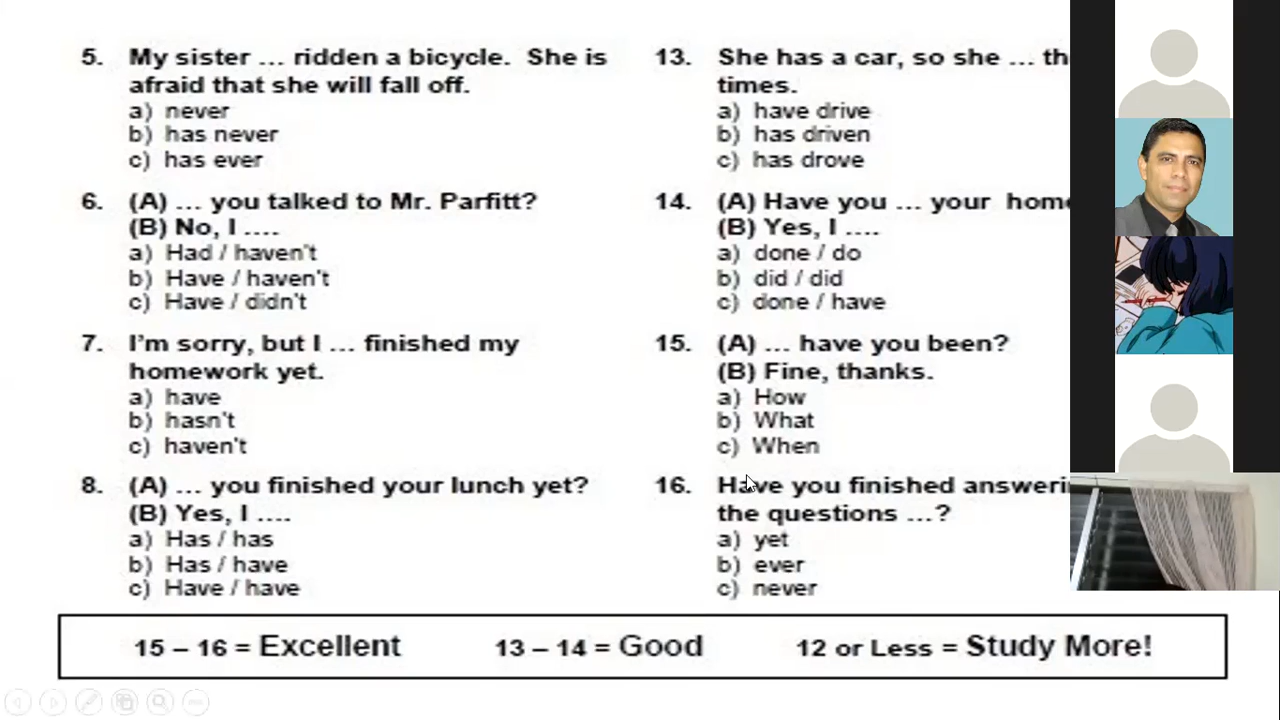 5. My sister … ridden a bicycle. She is
afraid that she will fall off.
a) never
b) has never
c) has ever
6. (A) … you talked to Mr. Parfitt?
(B) No, I ….
a) Had / haven't
b) Have / haven't
c) Have / didn't
7. I'm sorry, but I … finished my
homework yet.
a) have
b) hasn't
c) haven't
8. (A) … you finished your lunch yet?
(B) Yes, I ….
a) Has / has
b) Has / have
c) Have / have
13. She has a car, so she …
times.
a) have drive
b) has driven
c) has drove
14. (A) Have you … your
(B) Yes, I ….
a) done / do
b) did / did
c) done / have
15. (A) … have you been?
(B) Fine, thanks.
a) How
b) What
c) When
16. Have you finished
the questions …?
a) yet
b) ever
c) never
15 – 16 = Excellent 13 – 14 = Good 12 or Less = Study More!